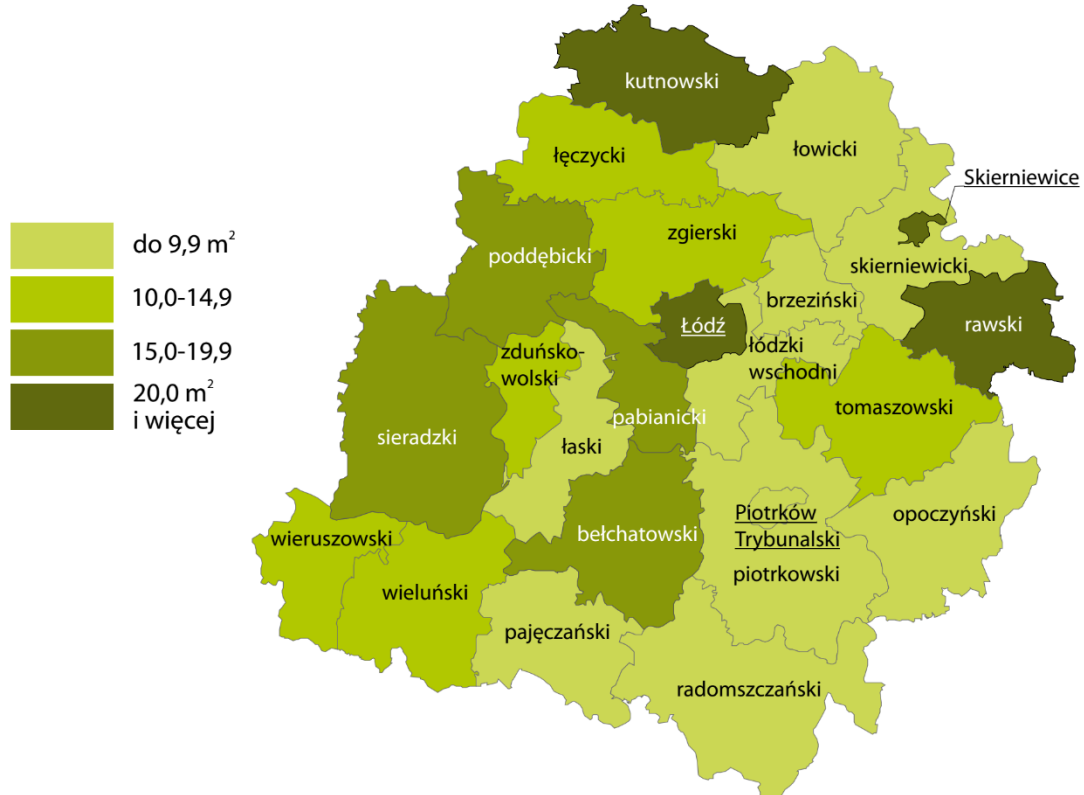 do 9,9 m²
10,0-14,9
15,0-19,9
20,0 m²
i więcej
kutnowski
łęczycki
łowicki
Skierniewice
poddębicki
zgierski
skierniewicki
brzeziński
rawski
Łódź
łódzki
wschodni
zduńsko-
wolski
pabianicki
tomaszowski
sieradzki
łaski
opoczyński
Piotrków
Trybunalski
bełchatowski
piotrkowski
wieruszowski
wieluński
pajęczański
radomszczański